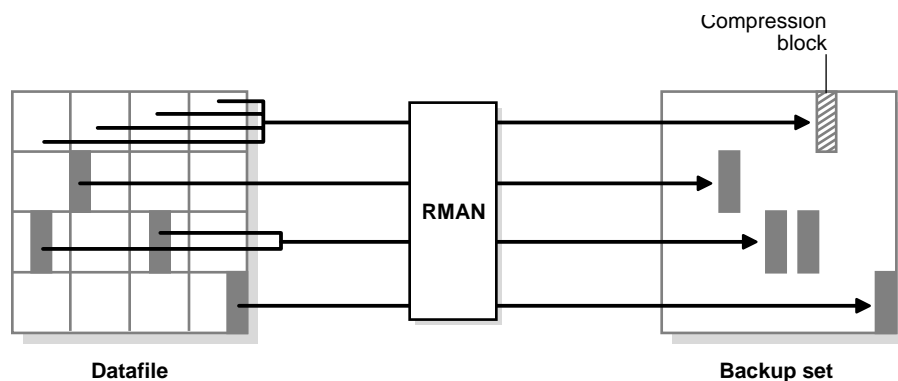 Compression
block
RMAN
Datafile
Backup set